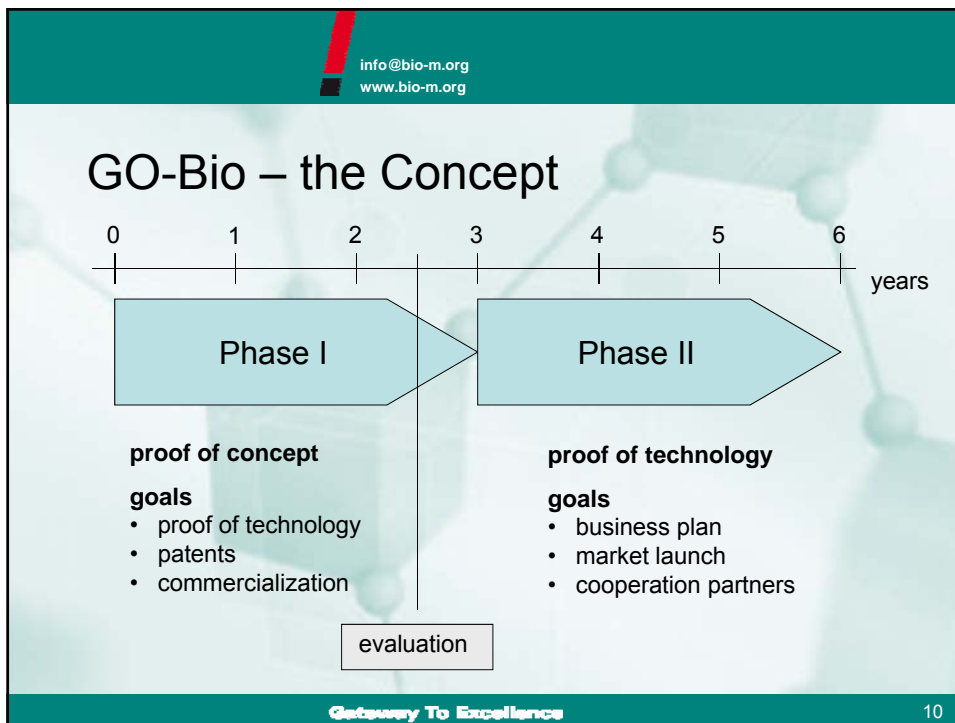 info@bio-m.org
www.bio-m.org
GO-Bio – the Concept
0 1 2 3 4 5 6
years
Phase I Phase II
proof of concept
goals
• proof of technology
• patents
• commercialization
proof of technology
goals
• business plan
• market launch
• cooperation partners
evaluation
Gateway To Excellence
10